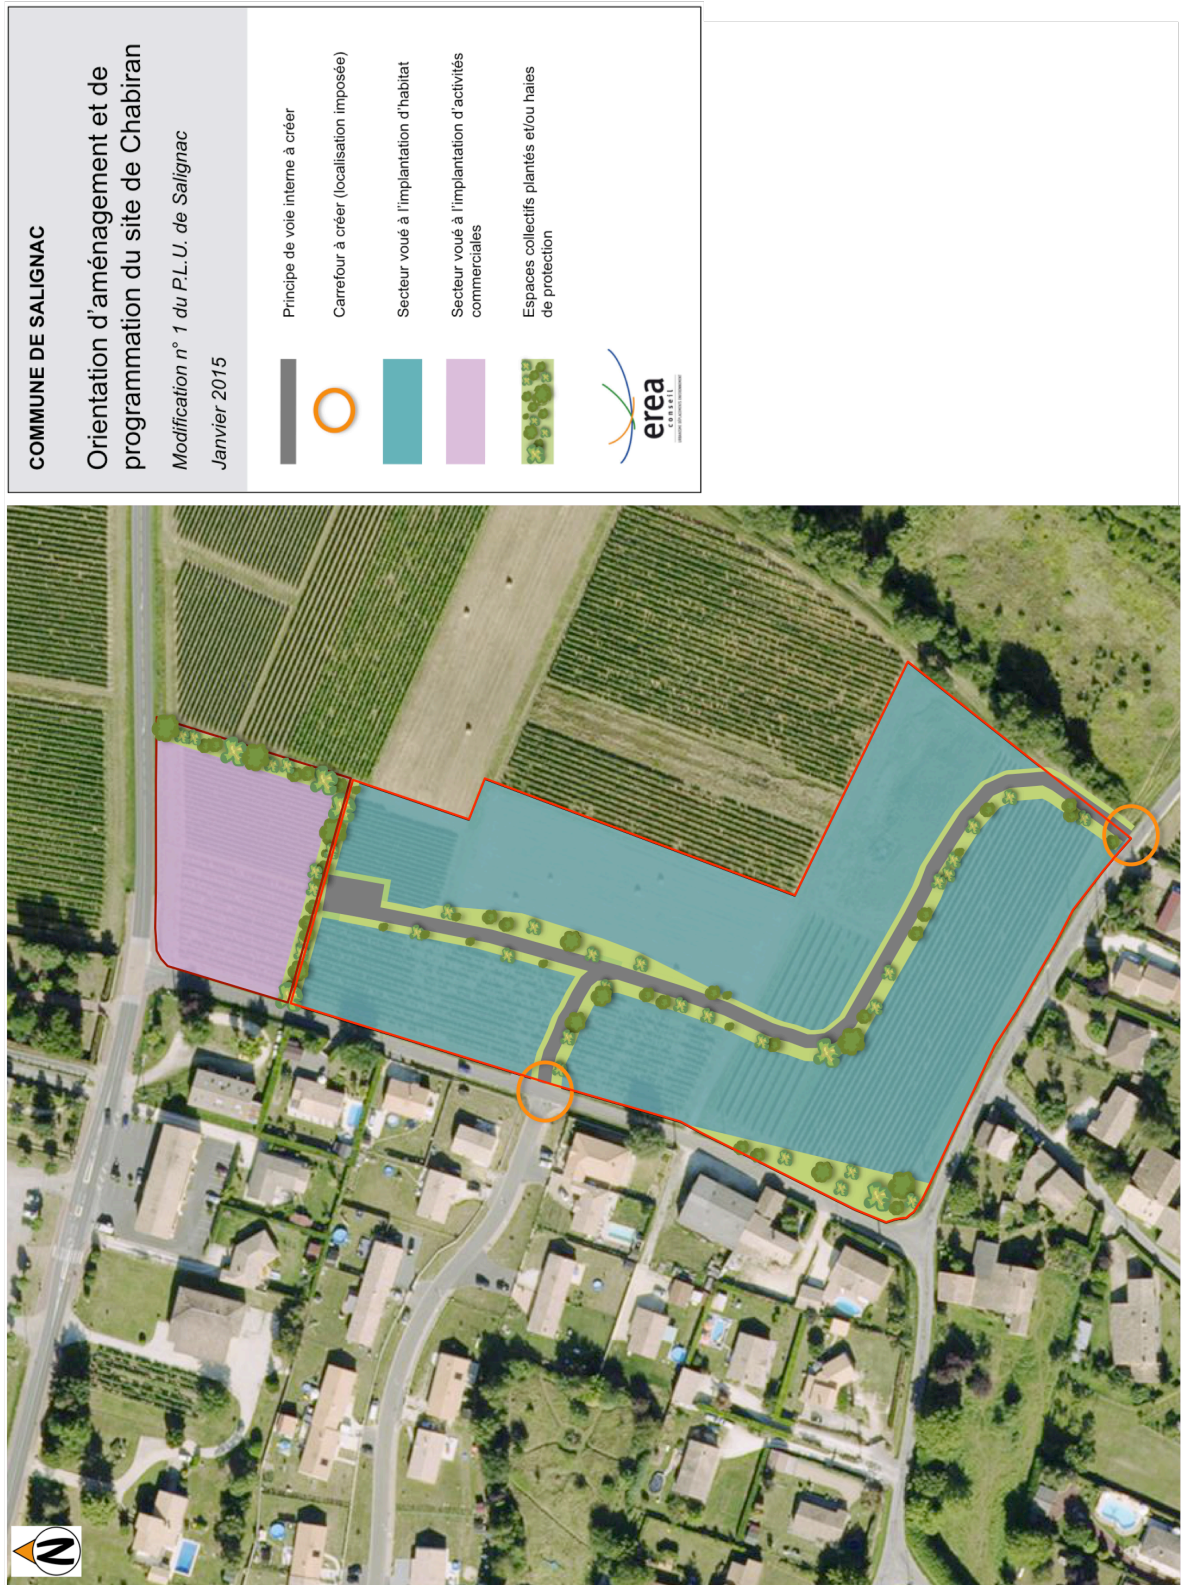 COMMUNE DE SALIGNAC
Orientation d'aménagement et de
programmation du site de Chabiran
Modification n° 1 du P.L.U. de Salignac
Janvier 2015
Principe de voie interne à créer
Carrefour à créer (localisation imposée)
Secteur voué à l'implantation d'habitat
Secteur voué à l'implantation d'activités
commerciales
Espaces collectifs plantés et/ou haies
de protection
erea
conseil
N